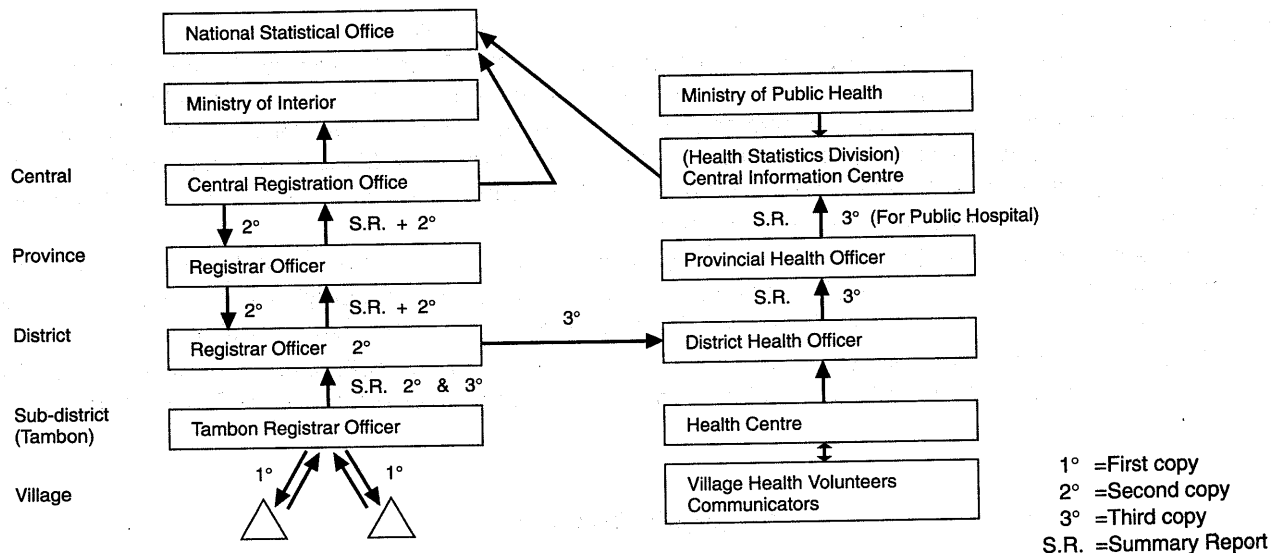 National Statistical Office
Ministry of Interior
Ministry of Public Health
Central
Central Registration Office
(Health Statistics Division)
Central Information Centre
2° S.R. + 2°
S.R. 3° (For Public Hospital)
Province
Registrar Officer
Provincial Health Officer
2° S.R. + 2°
S.R. 3°
District
Registrar Officer 2°
3°
District Health Officer
S.R. 2° & 3°
Sub-district
(Tambon)
Tambon Registrar Officer
Health Centre
Village
1° 1°
Village Health Volunteers
Communicators
1° =First copy
2° =Second copy
3° =Third copy
S.R. =Summary Report